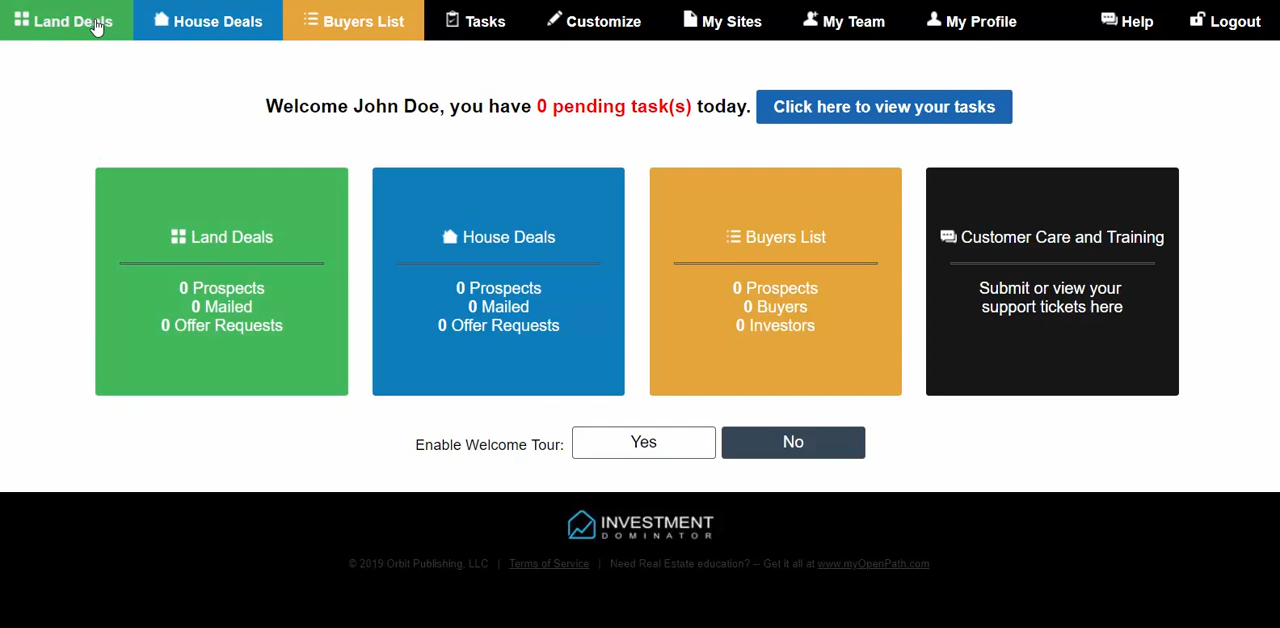 Land Deals House Deals Buyers List Tasks Customize My Sites My Team My Profile Help Logout
Welcome John Doe, you have 0 pending task(s) today. Click here to view your tasks
Land Deals
0 Prospects
0 Mailed
0 Offer Requests
House Deals
0 Prospects
0 Mailed
0 Offer Requests
Buyers List
0 Prospects
0 Buyers
0 Investors
Customer Care and Training
Submit or view your
support tickets here
Enable Welcome Tour: Yes No
INVESTMENT
DOMINATOR
© 2019 Orbit Publishing, LLC | Terms of Service | Need Real Estate education? – Get it all at www.myOpenPath.com